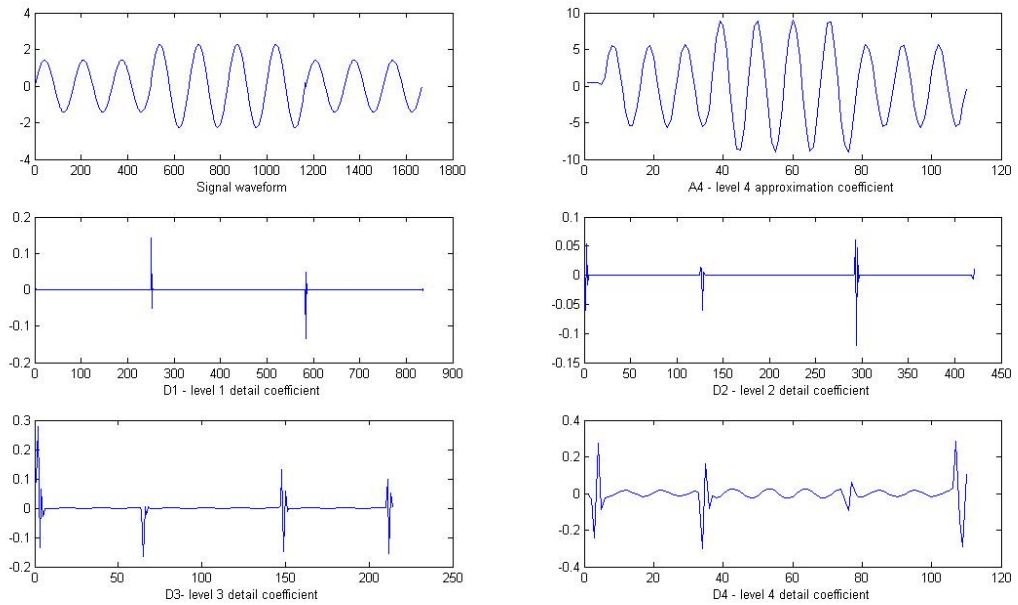 4
2
0
-2
-4
0 200 400 600 800 1000 1200 1400 1600 1800
Signal waveform
10
5
0
-5
-10
0 20 40 60 80 100 120
A4 - level 4 approximation coefficient
0.2
0.1
0
-0.1
-0.2
0 100 200 300 400 500 600 700 800 900
D1 - level 1 detail coefficient
0.1
0.05
0
-0.05
-0.1
-0.15
0 50 100 150 200 250 300 350 400 450
D2 - level 2 detail coefficient
0.3
0.2
0.1
0
-0.1
-0.2
0 50 100 150 200 250
D3- level 3 detail coefficient
0.4
0.2
0
-0.2
-0.4
0 20 40 60 80 100 120
D4 - level 4 detail coefficient